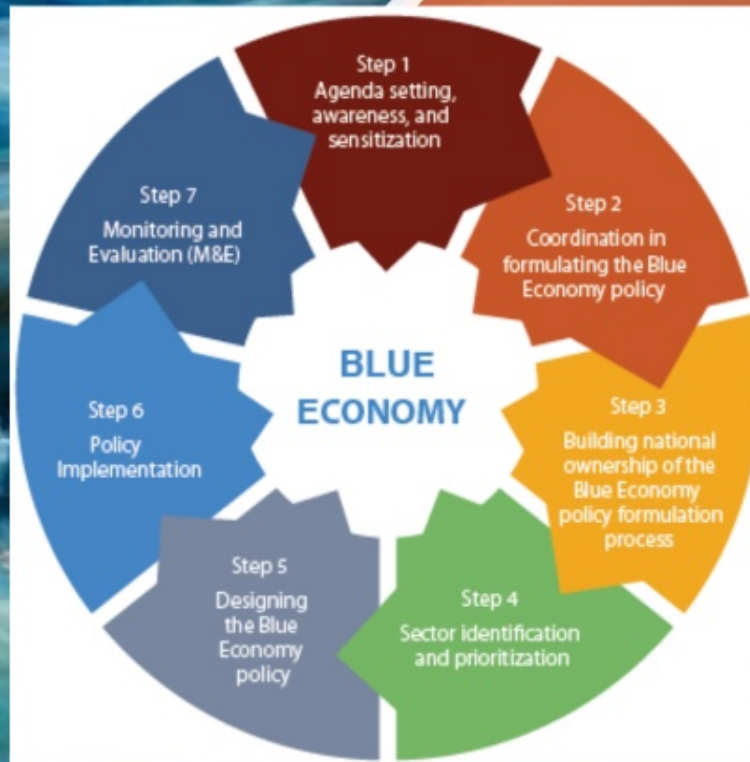 Step 1
Agenda setting,
awareness, and
sensitization
Step 2
Coordination in
formulating the Blue
Economy policy
Step 3
Building national
ownership of the
Blue Economy
policy formulation
process
Step 4
Sector identification
and prioritization
Step 5
Designing
the Blue
Economy
policy
Step 6
Policy
Implementation
Step 7
Monitoring and
Evaluation (M&E)
BLUE
ECONOMY